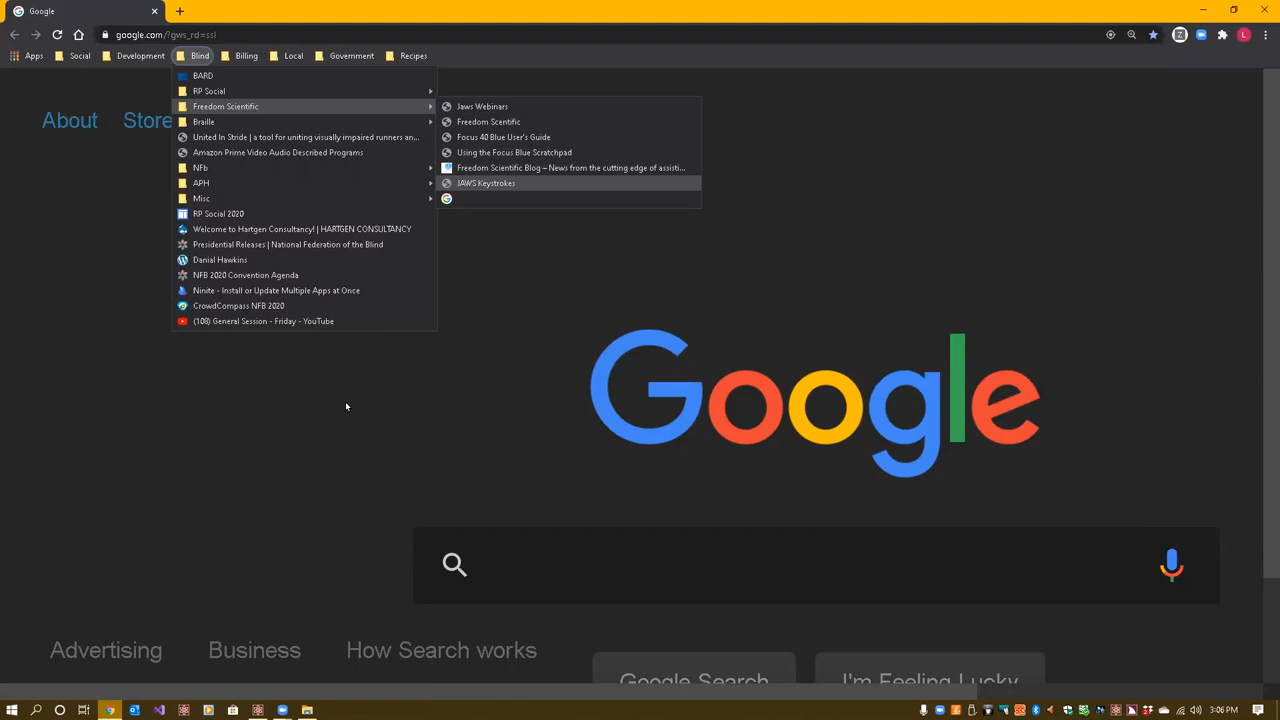 Google
google.com/?gws_rd=ssl
Apps Social Development Blind Billing Local Government Recipes
About Store
BARD
RP Social
Freedom Scientific
Braille
United In Stride | a tool for uniting visually impaired runners an...
Amazon Prime Video Audio Described Programs
NFb
APH
Misc
RP Social 2020
Welcome to Hartgen Consultancy! | HARTGEN CONSULTANCY
Presidential Releases | National Federation of the Blind
Danial Hawkins
NFB 2020 Convention Agenda
Ninite - Install or Update Multiple Apps at Once
CrowdCompass NFB 2020
(108) General Session - Friday - YouTube
Jaws Webinars
Freedom Scientific
Focus 40 Blue User's Guide
Using the Focus Blue Scratchpad
Freedom Scientific Blog – News from the cutting edge of assisti...
JAWS Keystrokes
Google
Advertising Business How Search works
Google Search I'm Feeling Lucky
3:06 PM